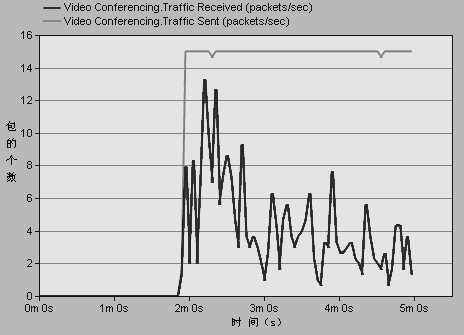 Video Conferencing.Traffic Received (packets/sec)
Video Conferencing.Traffic Sent (packets/sec)
16
14
12
10
8
6
4
2
0
包的个数
0m 0s 1m 0s 2m 0s 3m 0s 4m 0s 5m 0s
时 间 (s)